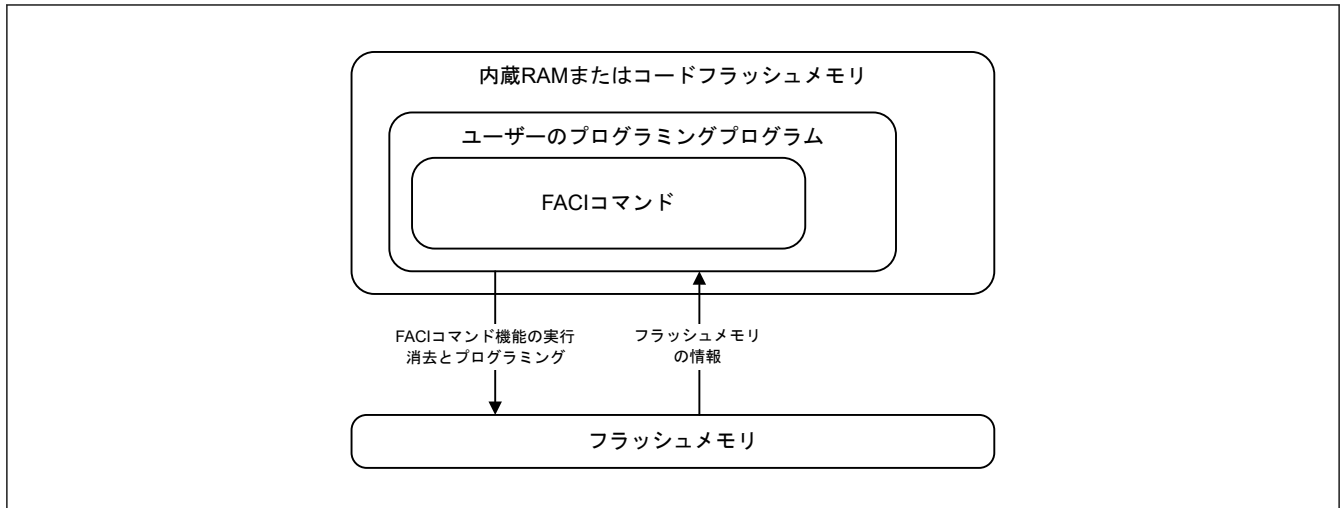 内蔵RAMまたはコードフラッシュメモリ
ユーザーのプログラミングプログラム
FACIコマンド
FACIコマンド機能の実行
消去とプログラミング
フラッシュメモリ
の情報
フラッシュメモリ